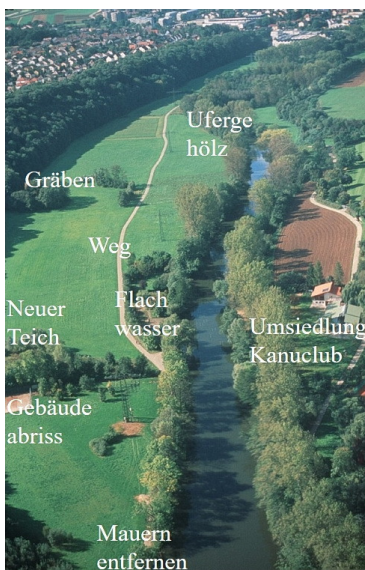 Uferge
hölz
Gräben
Weg
Flach
wasser
Neuer
Teich
Umsiedlung
Kanuclub
Gebäude
abriss
Mauern
entfernen